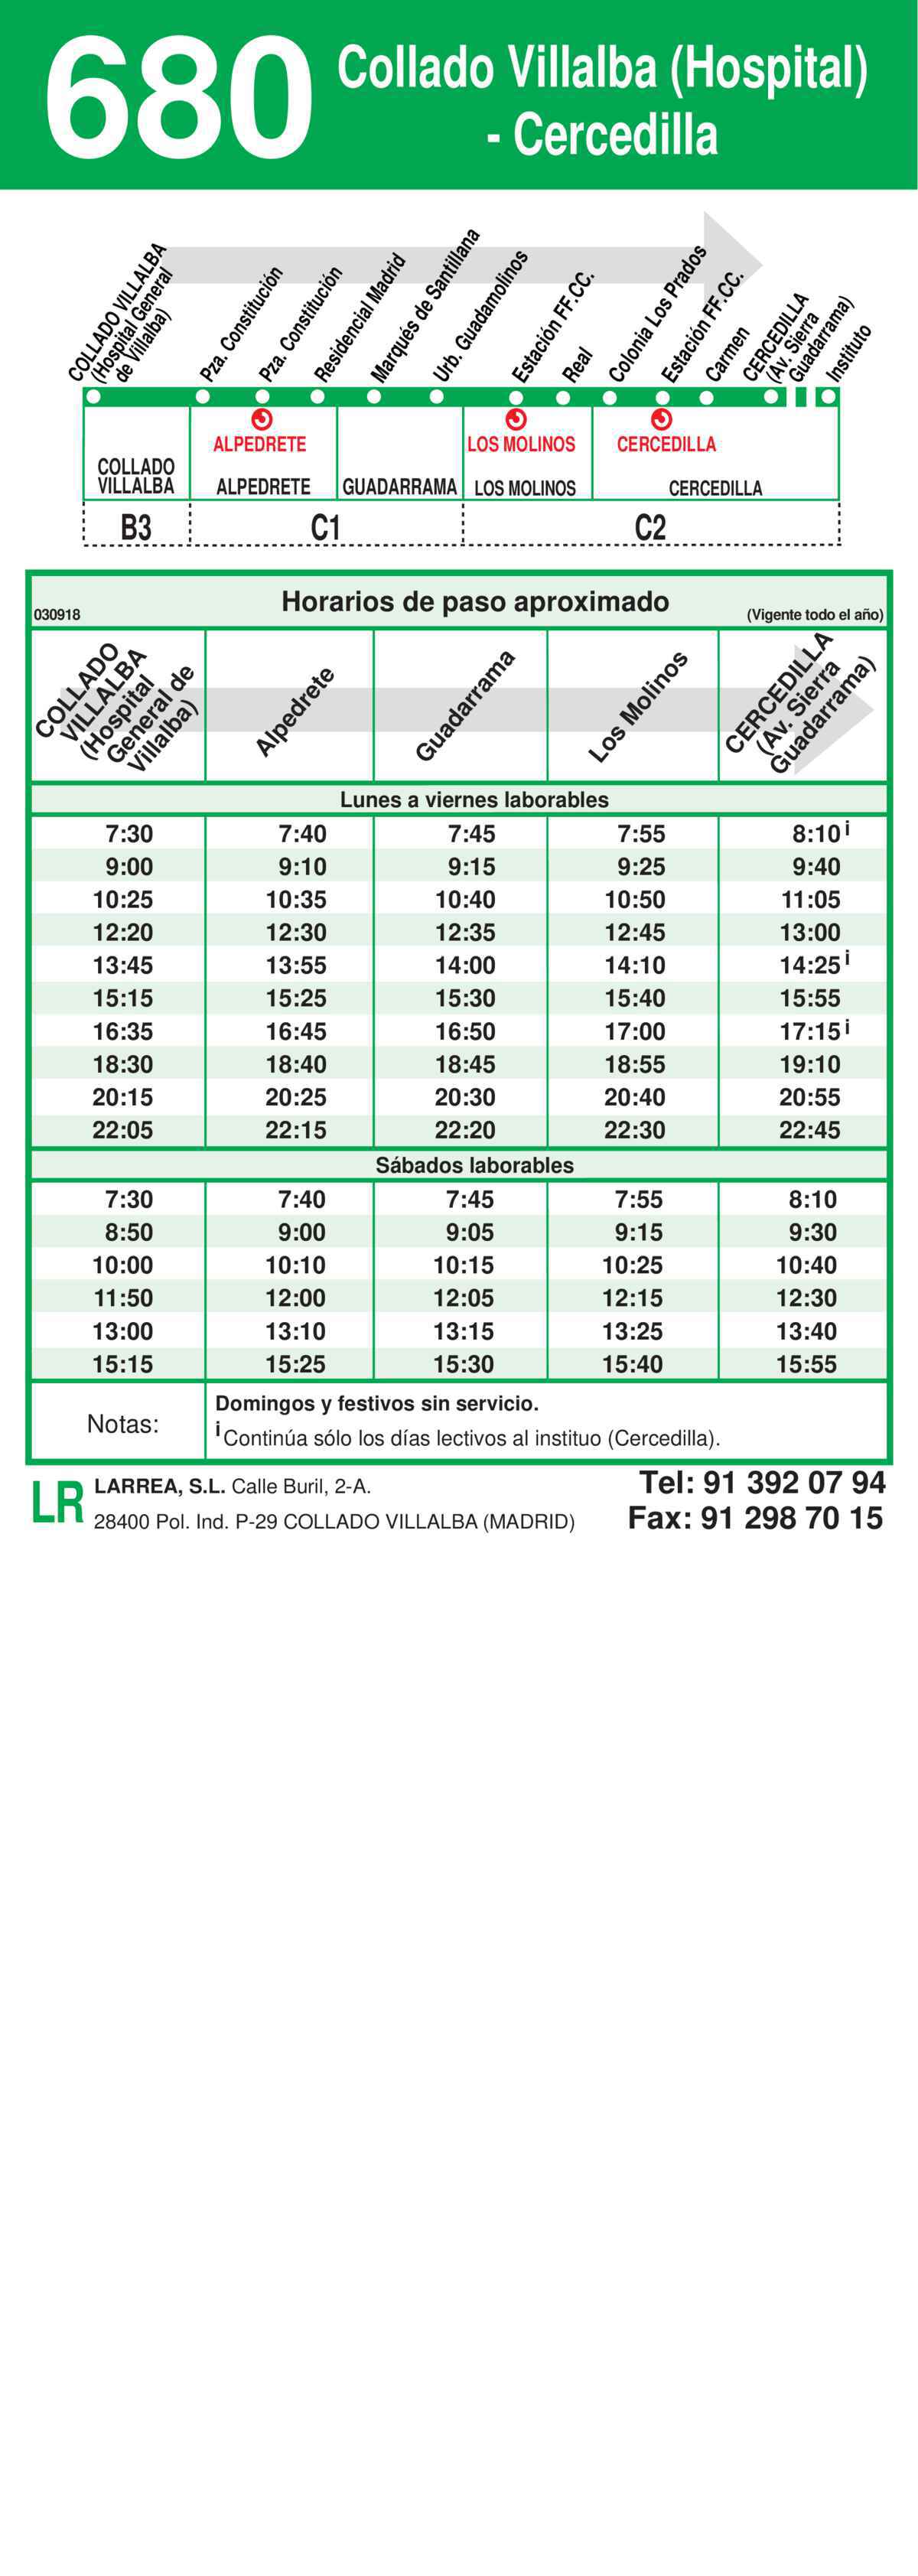 680
Collado Villalba (Hospital)
- Cercedilla
COLLADO VILLALBA
(Hospital General
de Villalba)
Pza. Constitución
Pza. Constitución
Residencial Madrid
Marqués de Santillana
Urb. Guadamolinos
Estación FF.CC.
Real
Colonia Los Prados
Estación FF.CC.
Carmen
CERCEDILLA
(Av. Sierra
Guadarrama)
Instituto
ALPEDRETE LOS MOLINOS CERCEDILLA
COLLADO
VILLALBA ALPEDRETE GUADARRAMA LOS MOLINOS CERCEDILLA
B3 C1 C2
Horarios de paso aproximado
030918 (Vigente todo el año)
COLLADO
VILLALBA
(Hospital
General de
Villalba)
Alpedrete
Guadarrama
Los Molinos
CERCEDILLA
(Av. Sierra
Guadarrama)
Lunes a viernes laborables
7:30 7:40 7:45 7:55 8:10 i
9:00 9:10 9:15 9:25 9:40
10:25 10:35 10:40 10:50 11:05
12:20 12:30 12:35 12:45 13:00
13:45 13:55 14:00 14:10 14:25 i
15:15 15:25 15:30 15:40 15:55
16:35 16:45 16:50 17:00 17:15 i
18:30 18:40 18:45 18:55 19:10
20:15 20:25 20:30 20:40 20:55
22:05 22:15 22:20 22:30 22:45
Sábados laborables
7:30 7:40 7:45 7:55 8:10
8:50 9:00 9:05 9:15 9:30
10:00 10:10 10:15 10:25 10:40
11:50 12:00 12:05 12:15 12:30
13:00 13:10 13:15 13:25 13:40
15:15 15:25 15:30 15:40 15:55
Notas:
Domingos y festivos sin servicio.
i Continúa sólo los días lectivos al instituo (Cercedilla).
LR
LARREA, S.L. Calle Buril, 2-A.
28400 Pol. Ind. P-29 COLLADO VILLALBA (MADRID)
Tel: 91 392 07 94
Fax: 91 298 70 15